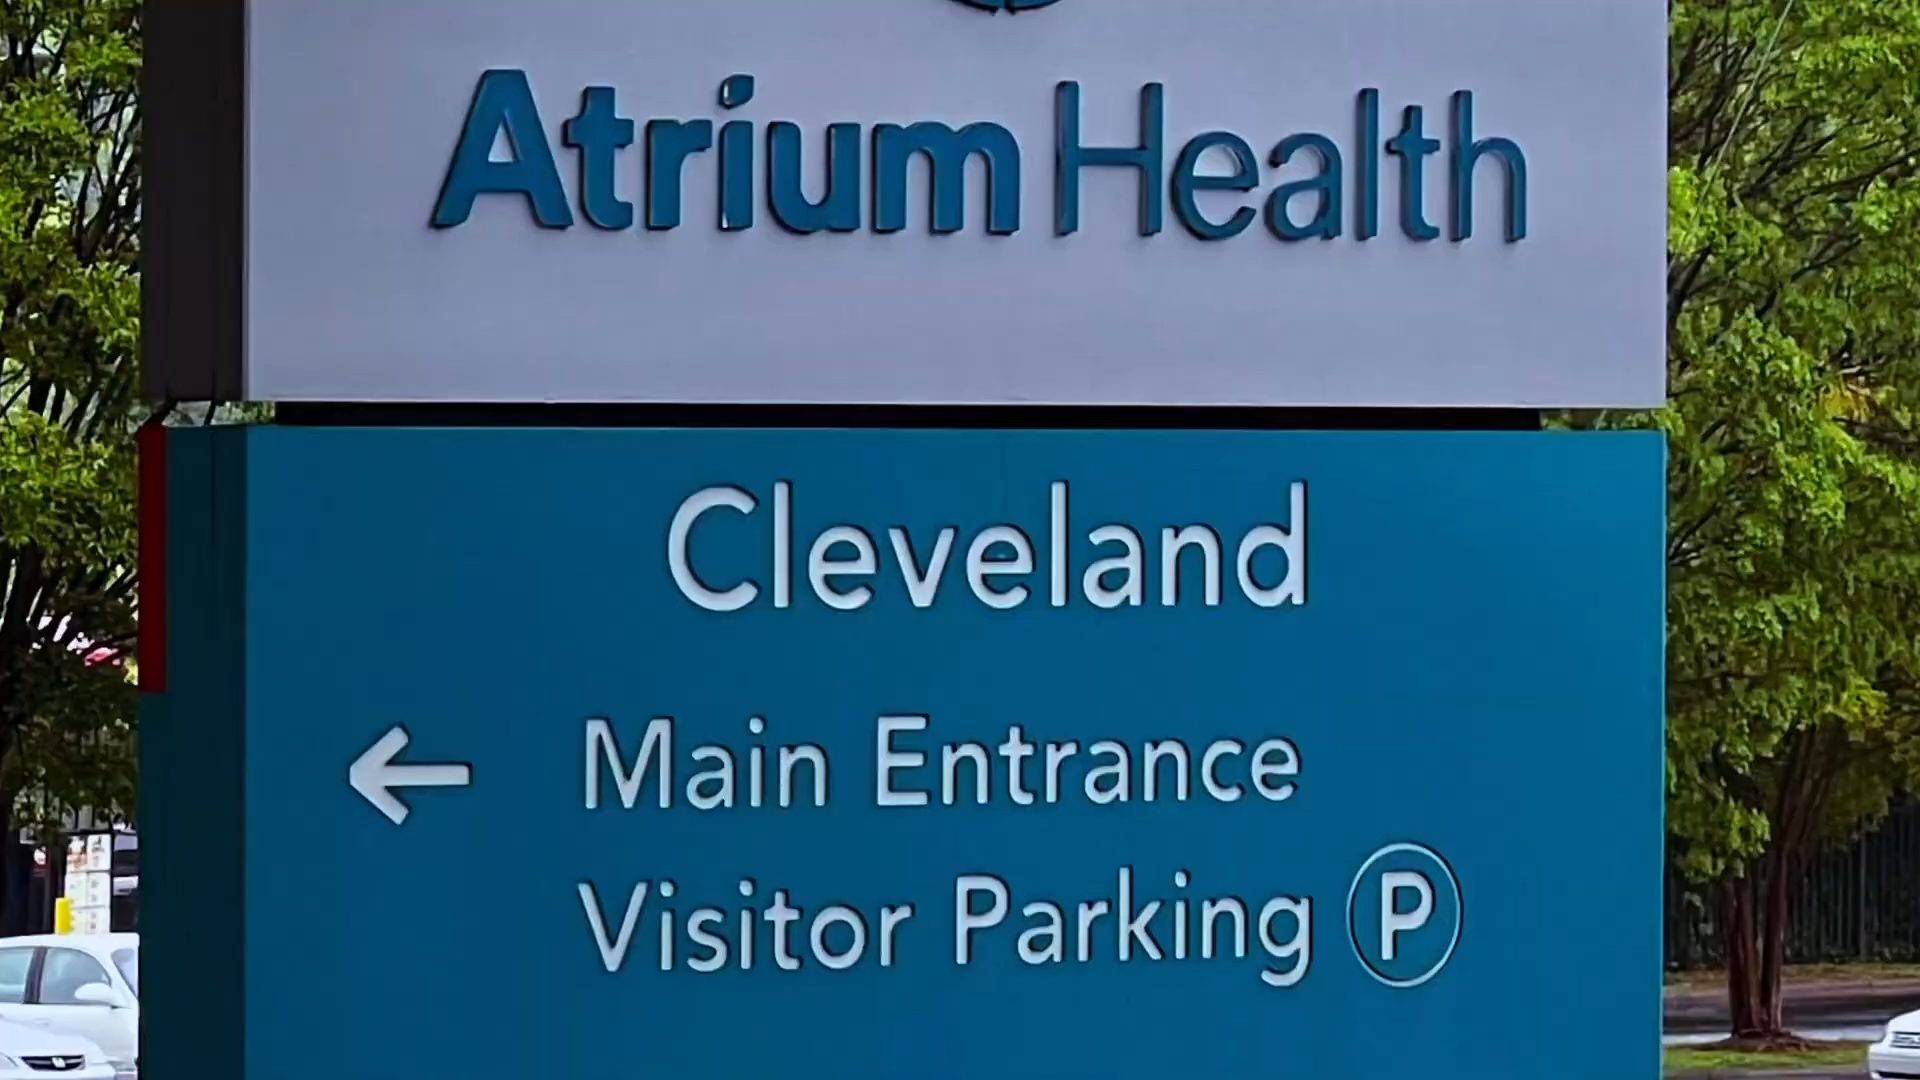 Atrium Health
Cleveland
← Main Entrance
Visitor Parking P